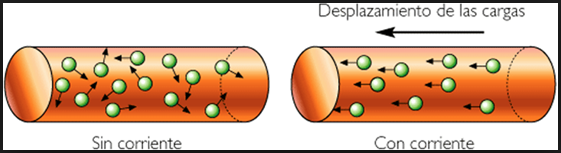 Desplazamiento de las cargas
Sin corriente
Con corriente